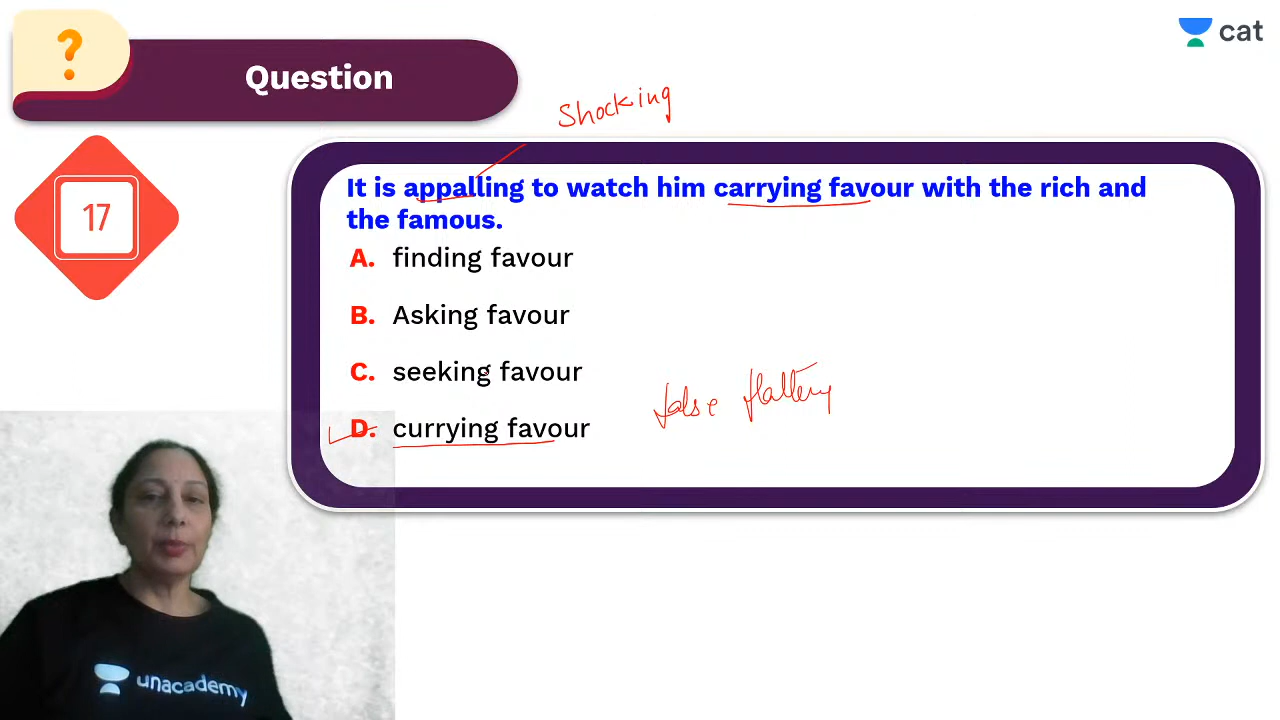 ?
Question
cat
Shocking
17
It is appalling to watch him carrying favour with the rich and
the famous.
A. finding favour
B. Asking favour
C. seeking favour
false flattery
D. currying favour
unacademy